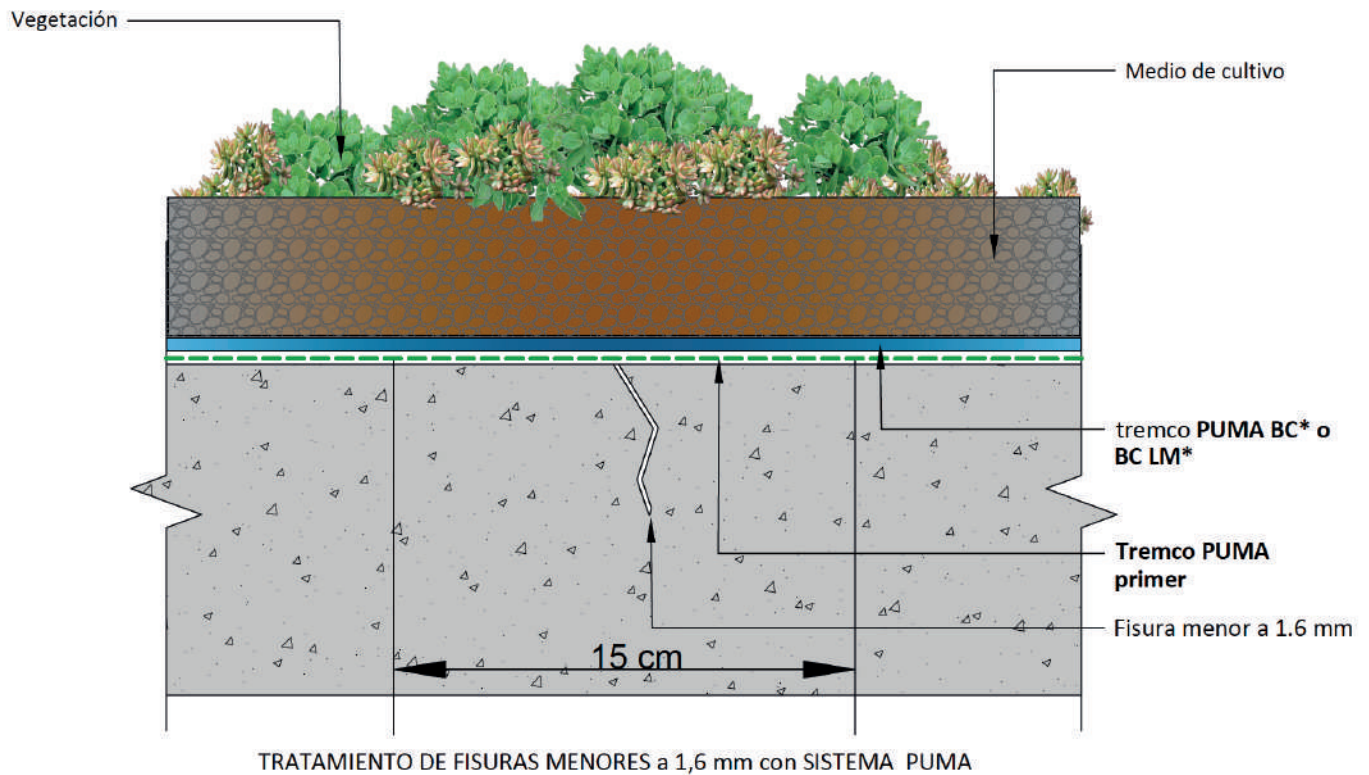 Vegetación
Medio de cultivo
tremco PUMA BC* o
BC LM*
Tremco PUMA
primer
Fisura menor a 1.6 mm
15 cm
TRATAMIENTO DE FISURAS MENORES a 1,6 mm con SISTEMA PUMA